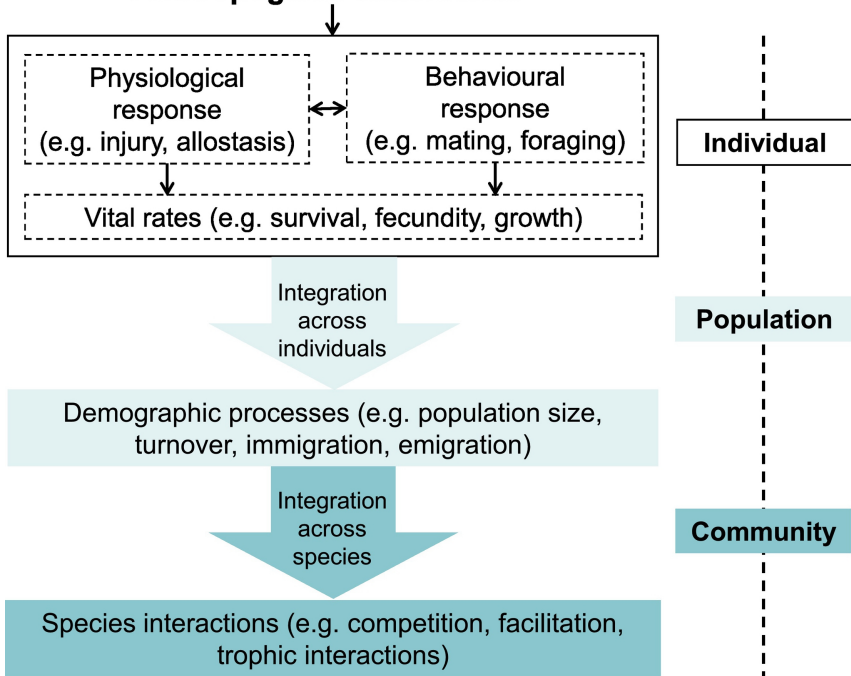 Physiological
response
(e.g. injury, allostasis)
Behavioural
response
(e.g. mating, foraging)
Individual
Vital rates (e.g. survival, fecundity, growth)
Integration
across
individuals
Population
Demographic processes (e.g. population size,
turnover, immigration, emigration)
Integration
across
species
Community
Species interactions (e.g. competition, facilitation,
trophic interactions)